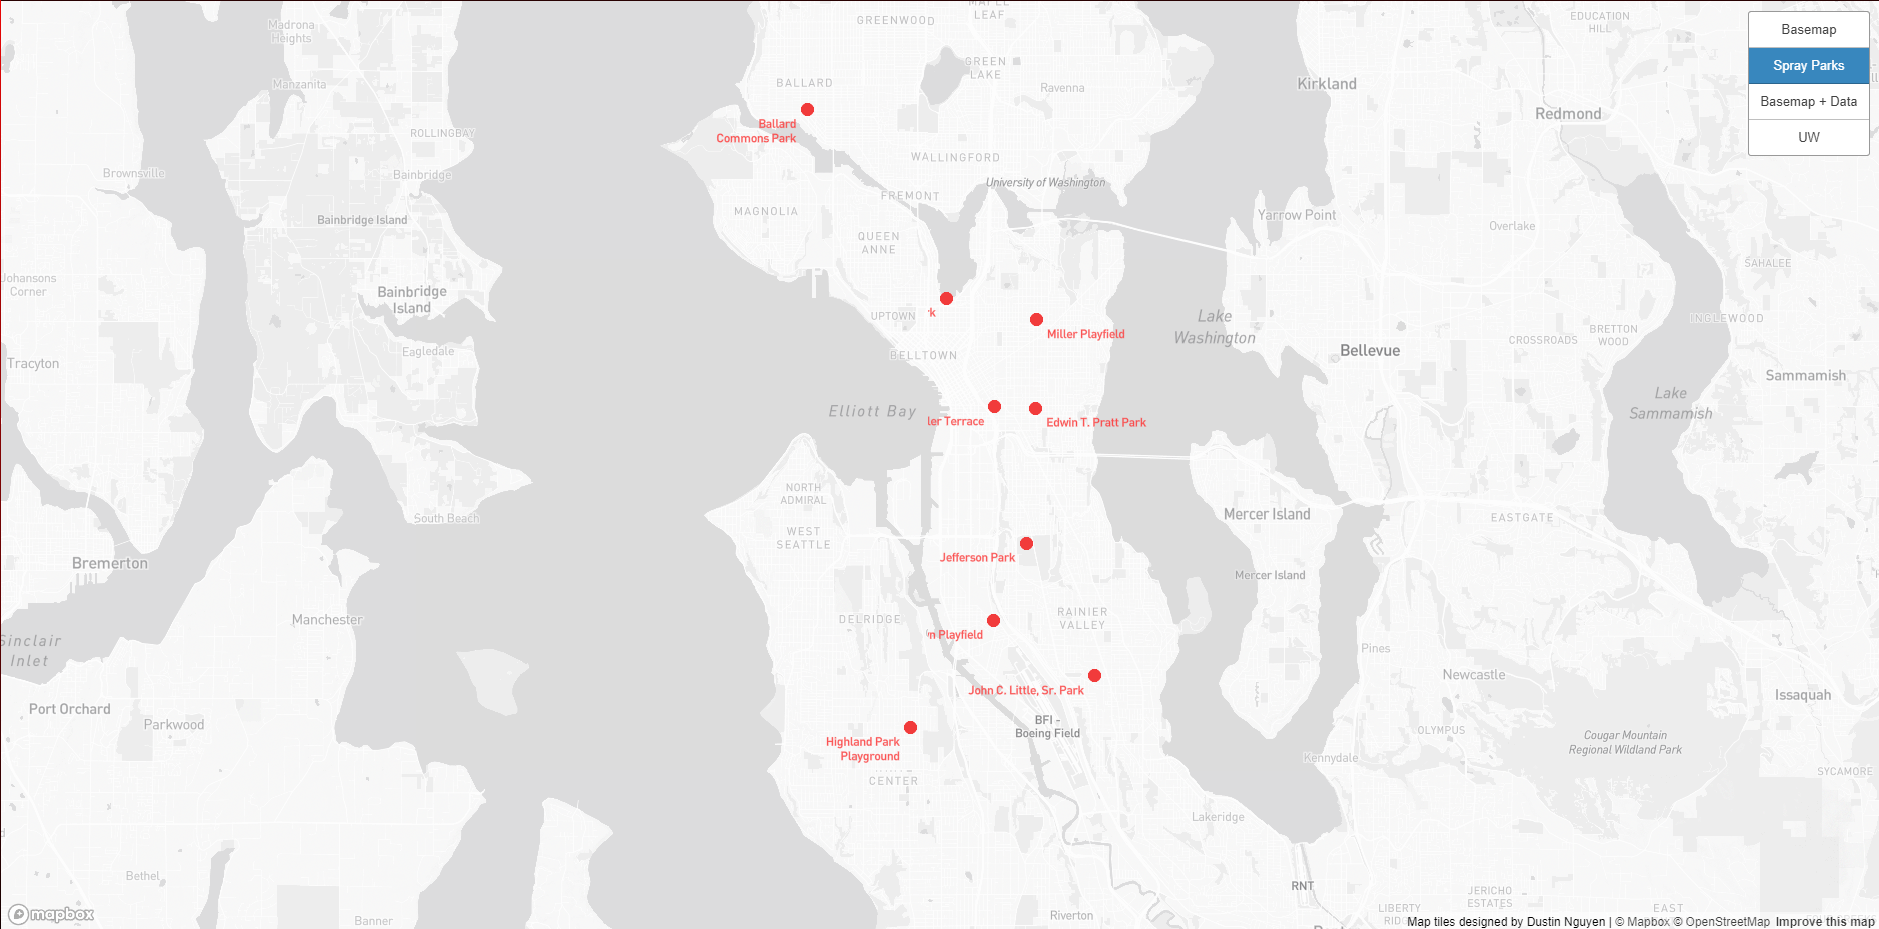 MAPLE
LEAF
GREENWOOD
EDUCATION
HILL
Madrona
Heights
Basemap
Spray Parks
Basemap + Data
UW
GREEN
LAKE
BALLARD
Manzanita
Ravenna
Kirkland
Redmond
Ballard
Commons Park
ROLLINGBAY
WALLINGFORD
Brownsville
Bainbridge
University of Washington
FREMONT
MAGNOLIA
Bainbridge Island
Yarrow Point
Overlake
QUEEN
ANNE
SAHALEE
Johansons
Corner
Bainbridge
Island
rk
UPTOWN
Lake
Washington
INGLEWOOD
Miller Playfield
BRETTON
WOOD
CROSSROADS
Eagledale
BELLTOWN
Bellevue
Tracyton
Sammamish
Lake
Sammamish
Elliott Bay
ler Terrace
Edwin T. Pratt Park
NORTH
ADMIRAL
South Beach
Mercer Island
EASTGATE
WEST
SEATTLE
Jefferson Park
Bremerton
Mercer Island
Manchester
DELRIDGE
RAINIER
VALLEY
n Playfield
Sinclair
Inlet
Pines
Newcastle
John C. Little, Sr. Park
Issaquah
Port Orchard
Parkwood
BFI -
Boeing Field
OLYMPUS
Cougar Mountain
Regional Wildland Park
Highland Park
Playground
Kennydale
SYCAMORE
CENTER
Lakeridge
Bethel
RNT
JERICHO
ESTATES
LIBERTY
RIDGE
EAST
mapbox
Banner
Riverton
Map tiles designed by Dustin Nguyen | © Mapbox © OpenStreetMap Improve this map